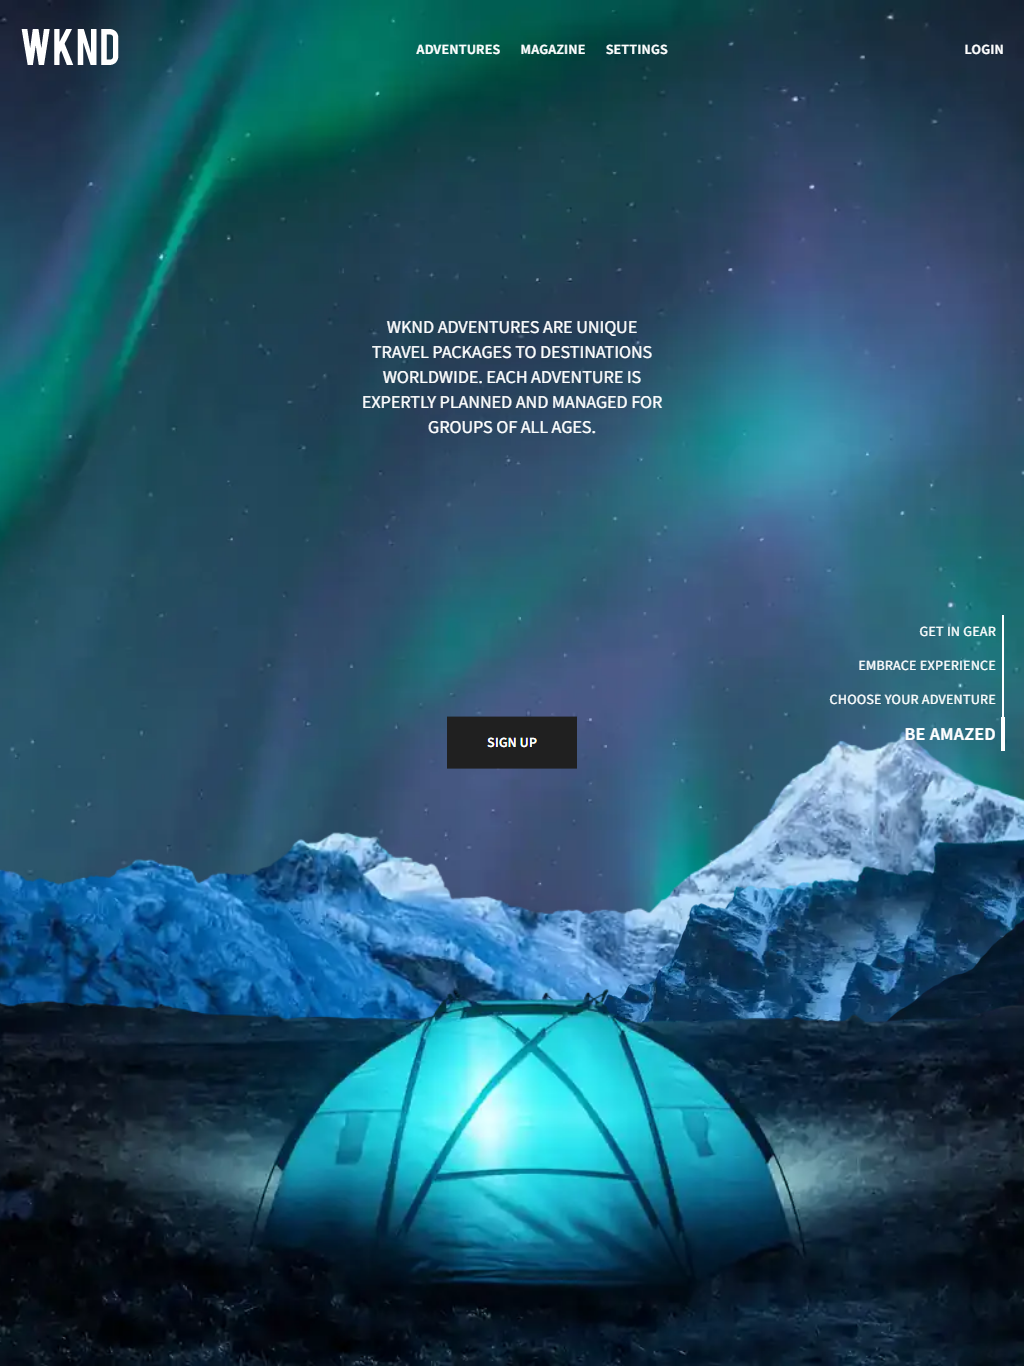 WKND
ADVENTURES
MAGAZINE
SETTINGS
LOGIN
WKND ADVENTURES ARE UNIQUE
TRAVEL PACKAGES TO DESTINATIONS
WORLDWIDE. EACH ADVENTURE IS
EXPERTLY PLANNED AND MANAGED FOR
GROUPS OF ALL AGES.
GET IN GEAR
EMBRACE EXPERIENCE
CHOOSE YOUR ADVENTURE
BE AMAZED
SIGN UP